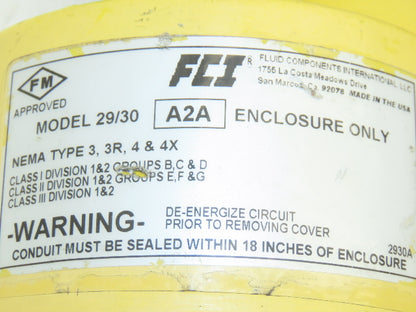 FM
APPROVED
FCI R
FLUID COMPONENTS INTERNATIONAL LLC
1755 La Costa Meadows Drive
San Marcos, Ca. 92078 MADE IN THE USA
MODEL 29/30 A2A ENCLOSURE ONLY
NEMA TYPE 3, 3R, 4 & 4X
CLASS I DIVISION 1&2 GROUPS B,C & D
CLASS II DIVISION 1&2 GROUPS E,F &G
CLASS III DIVISION 1&2
-WARNING- DE-ENERGIZE CIRCUIT
PRIOR TO REMOVING COVER
2930A
CONDUIT MUST BE SEALED WITHIN 18 INCHES OF ENCLOSURE